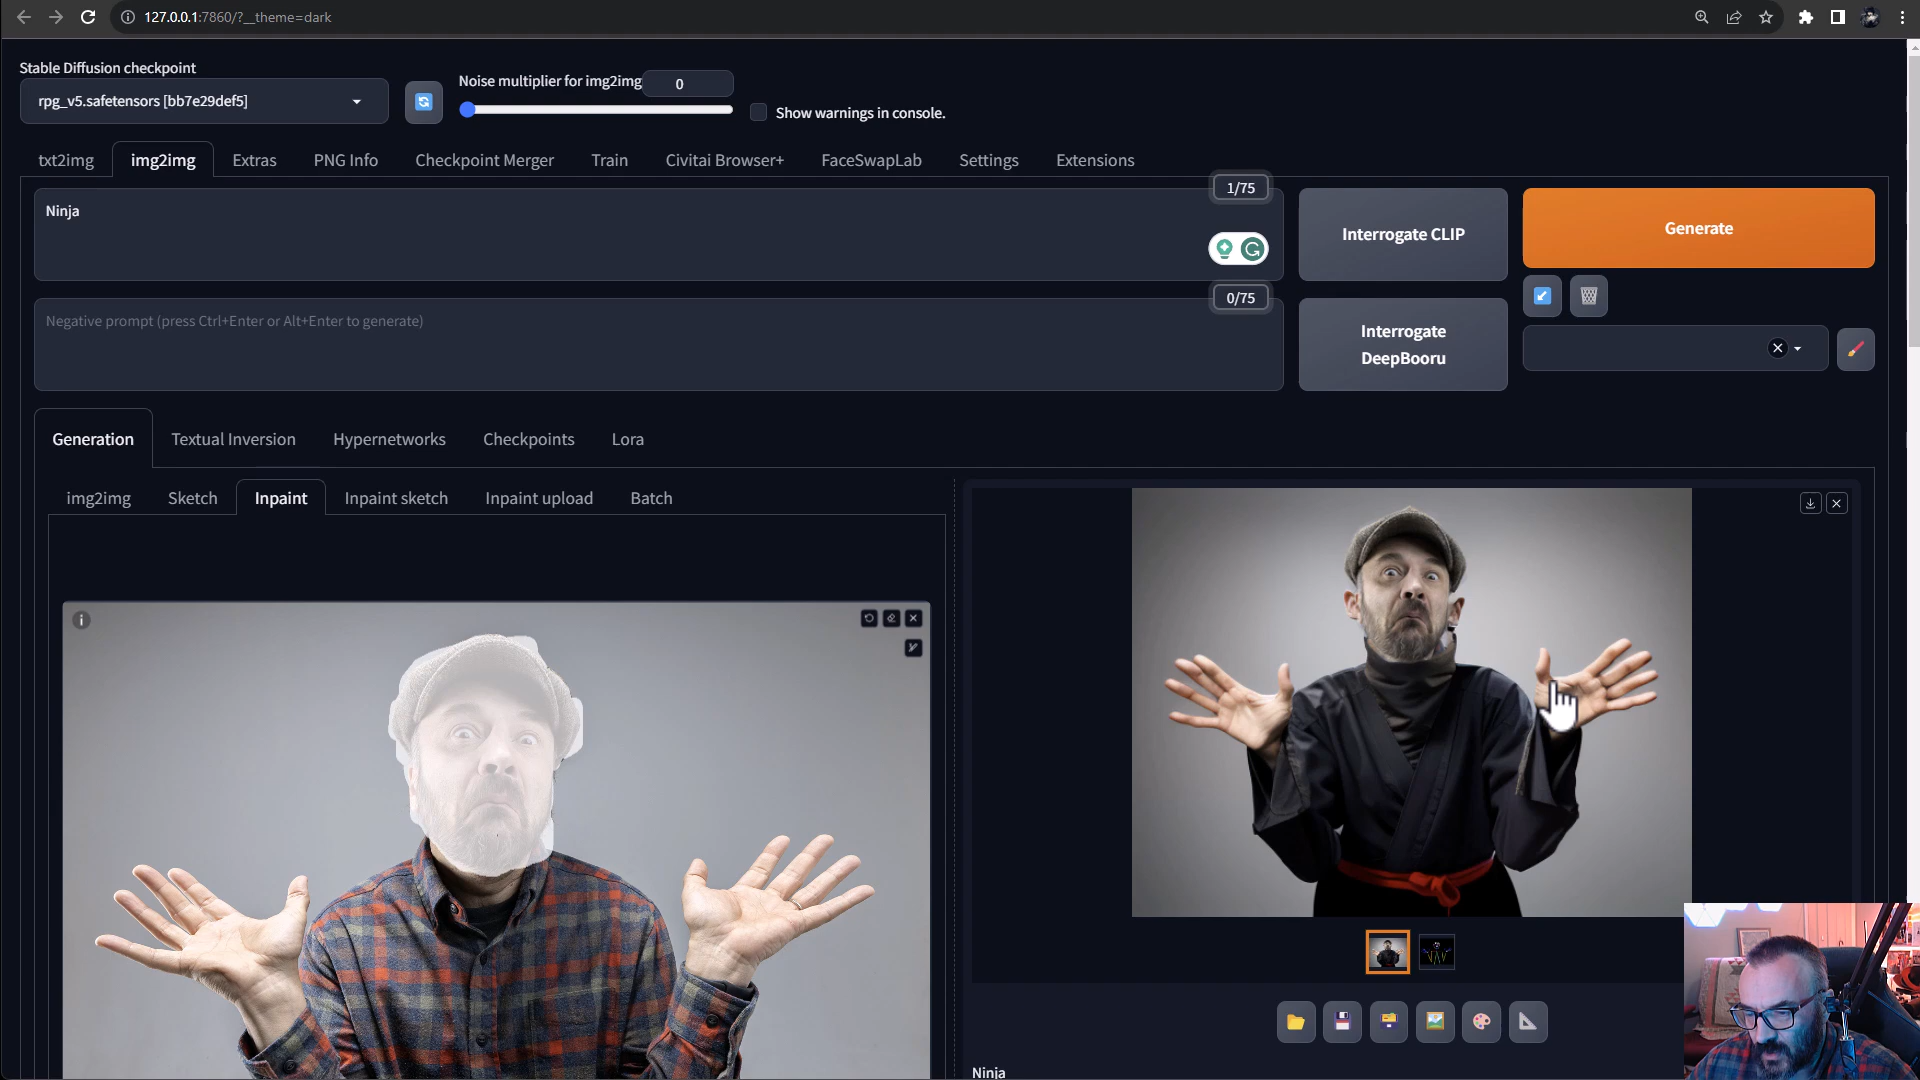 127.0.0.1:7860/?__theme=dark
Stable Diffusion checkpoint
rpg_v5.safetensors [bb7e29def5]
Noise multiplier for img2img
0
Show warnings in console.
txt2img
img2img
Extras
PNG Info
Checkpoint Merger
Train
Civitai Browser+
FaceSwapLab
Settings
Extensions
1/75
Ninja
Interrogate CLIP
Generate
0/75
Negative prompt (press Ctrl+Enter or Alt+Enter to generate)
Interrogate
DeepBooru
Generation
Textual Inversion
Hypernetworks
Checkpoints
Lora
img2img
Sketch
Inpaint
Inpaint sketch
Inpaint upload
Batch
Ninja